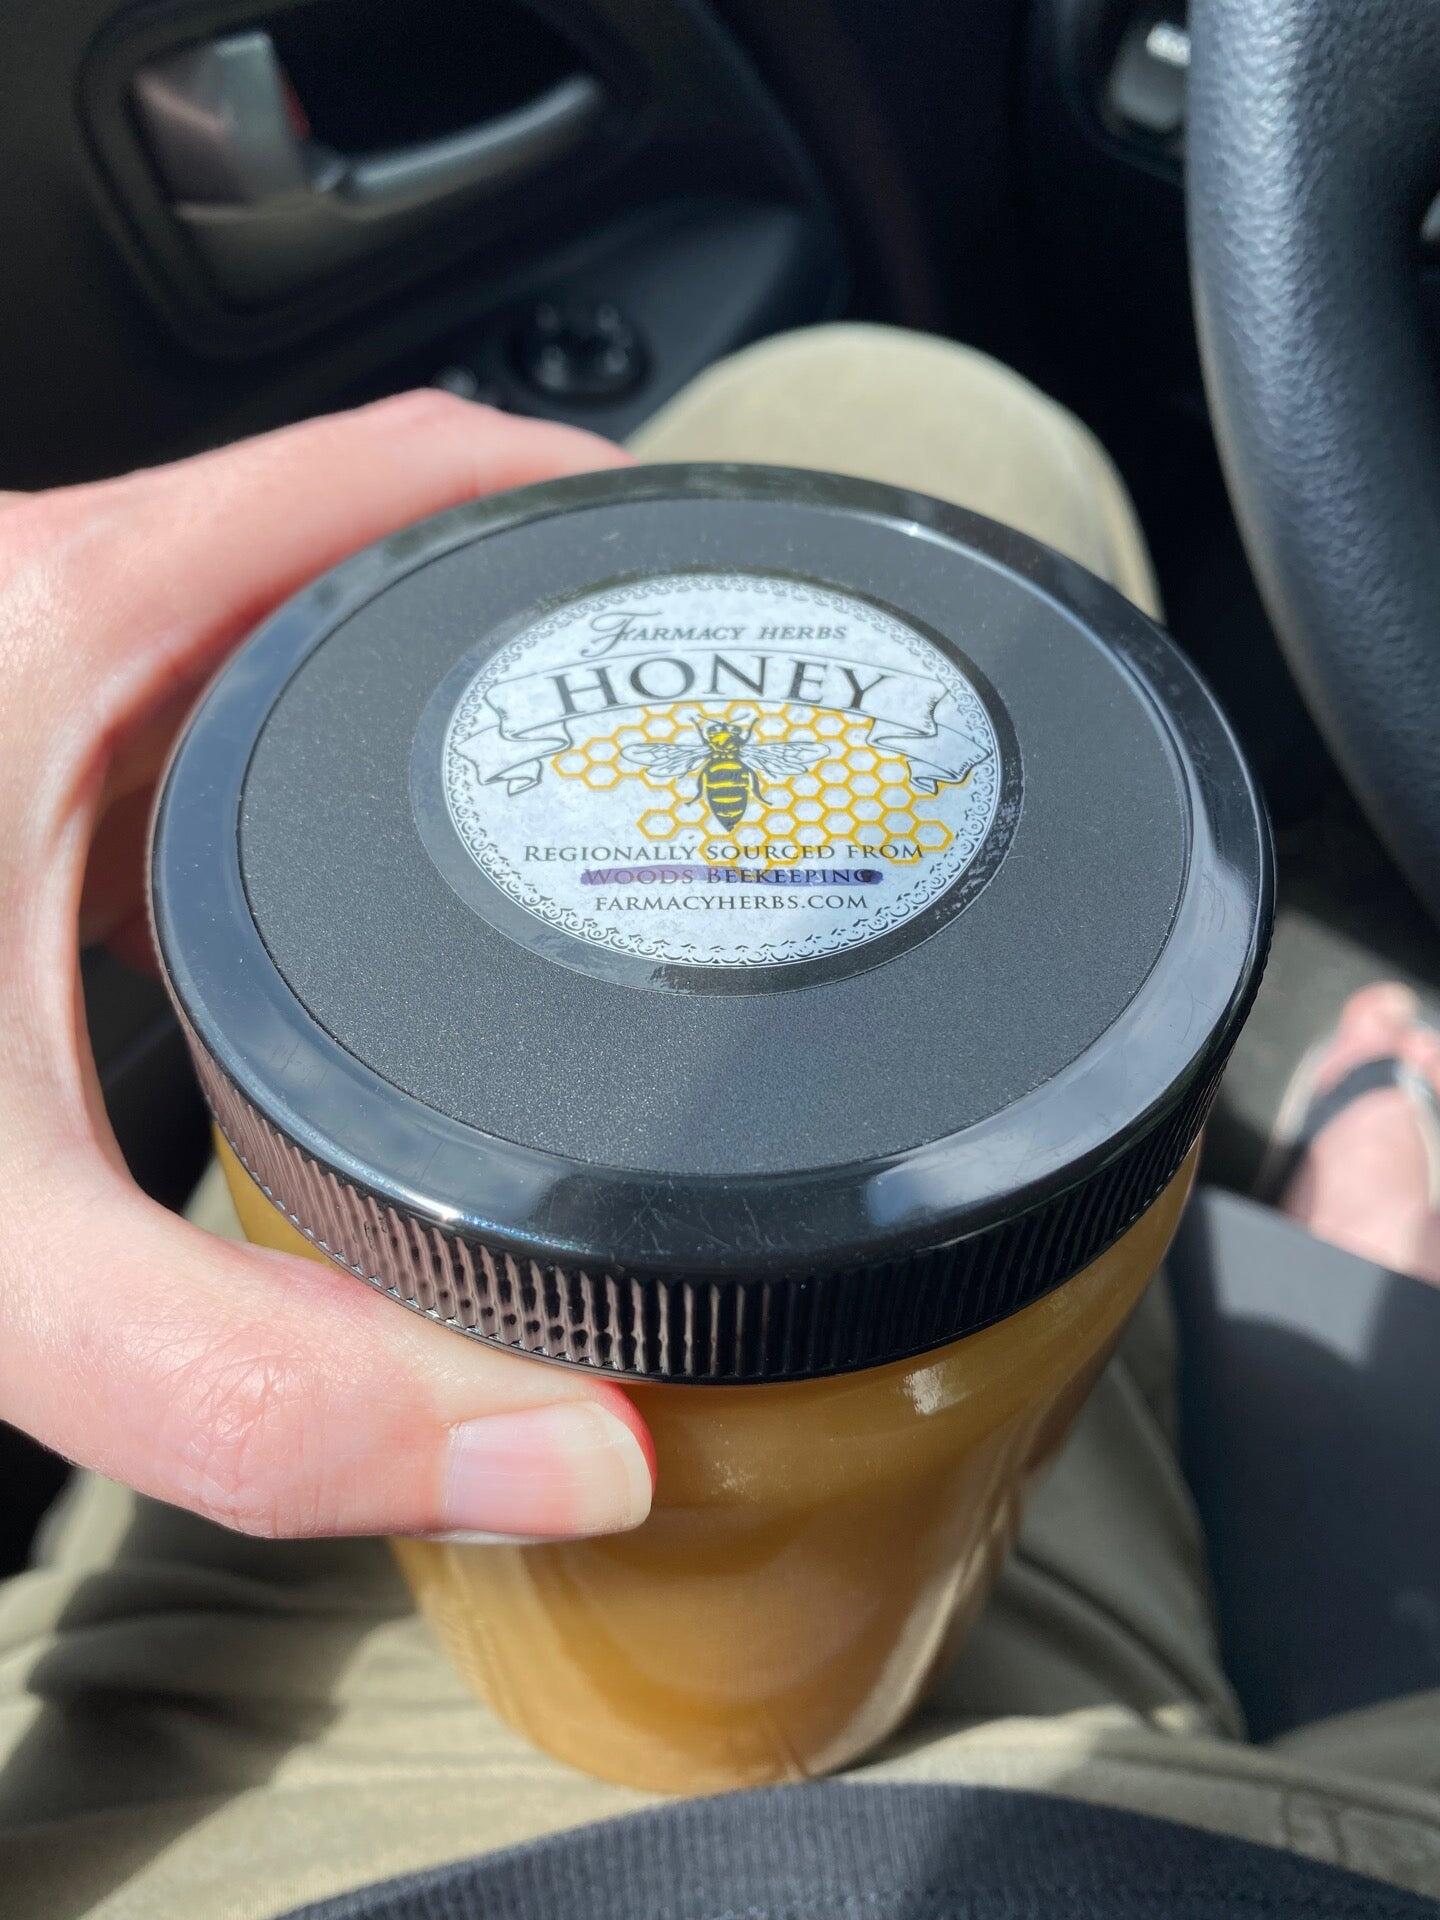 Farmacy Herbs
HONEY
Regionally sourced from
Woods Beekeeping
farmacyherbs.com